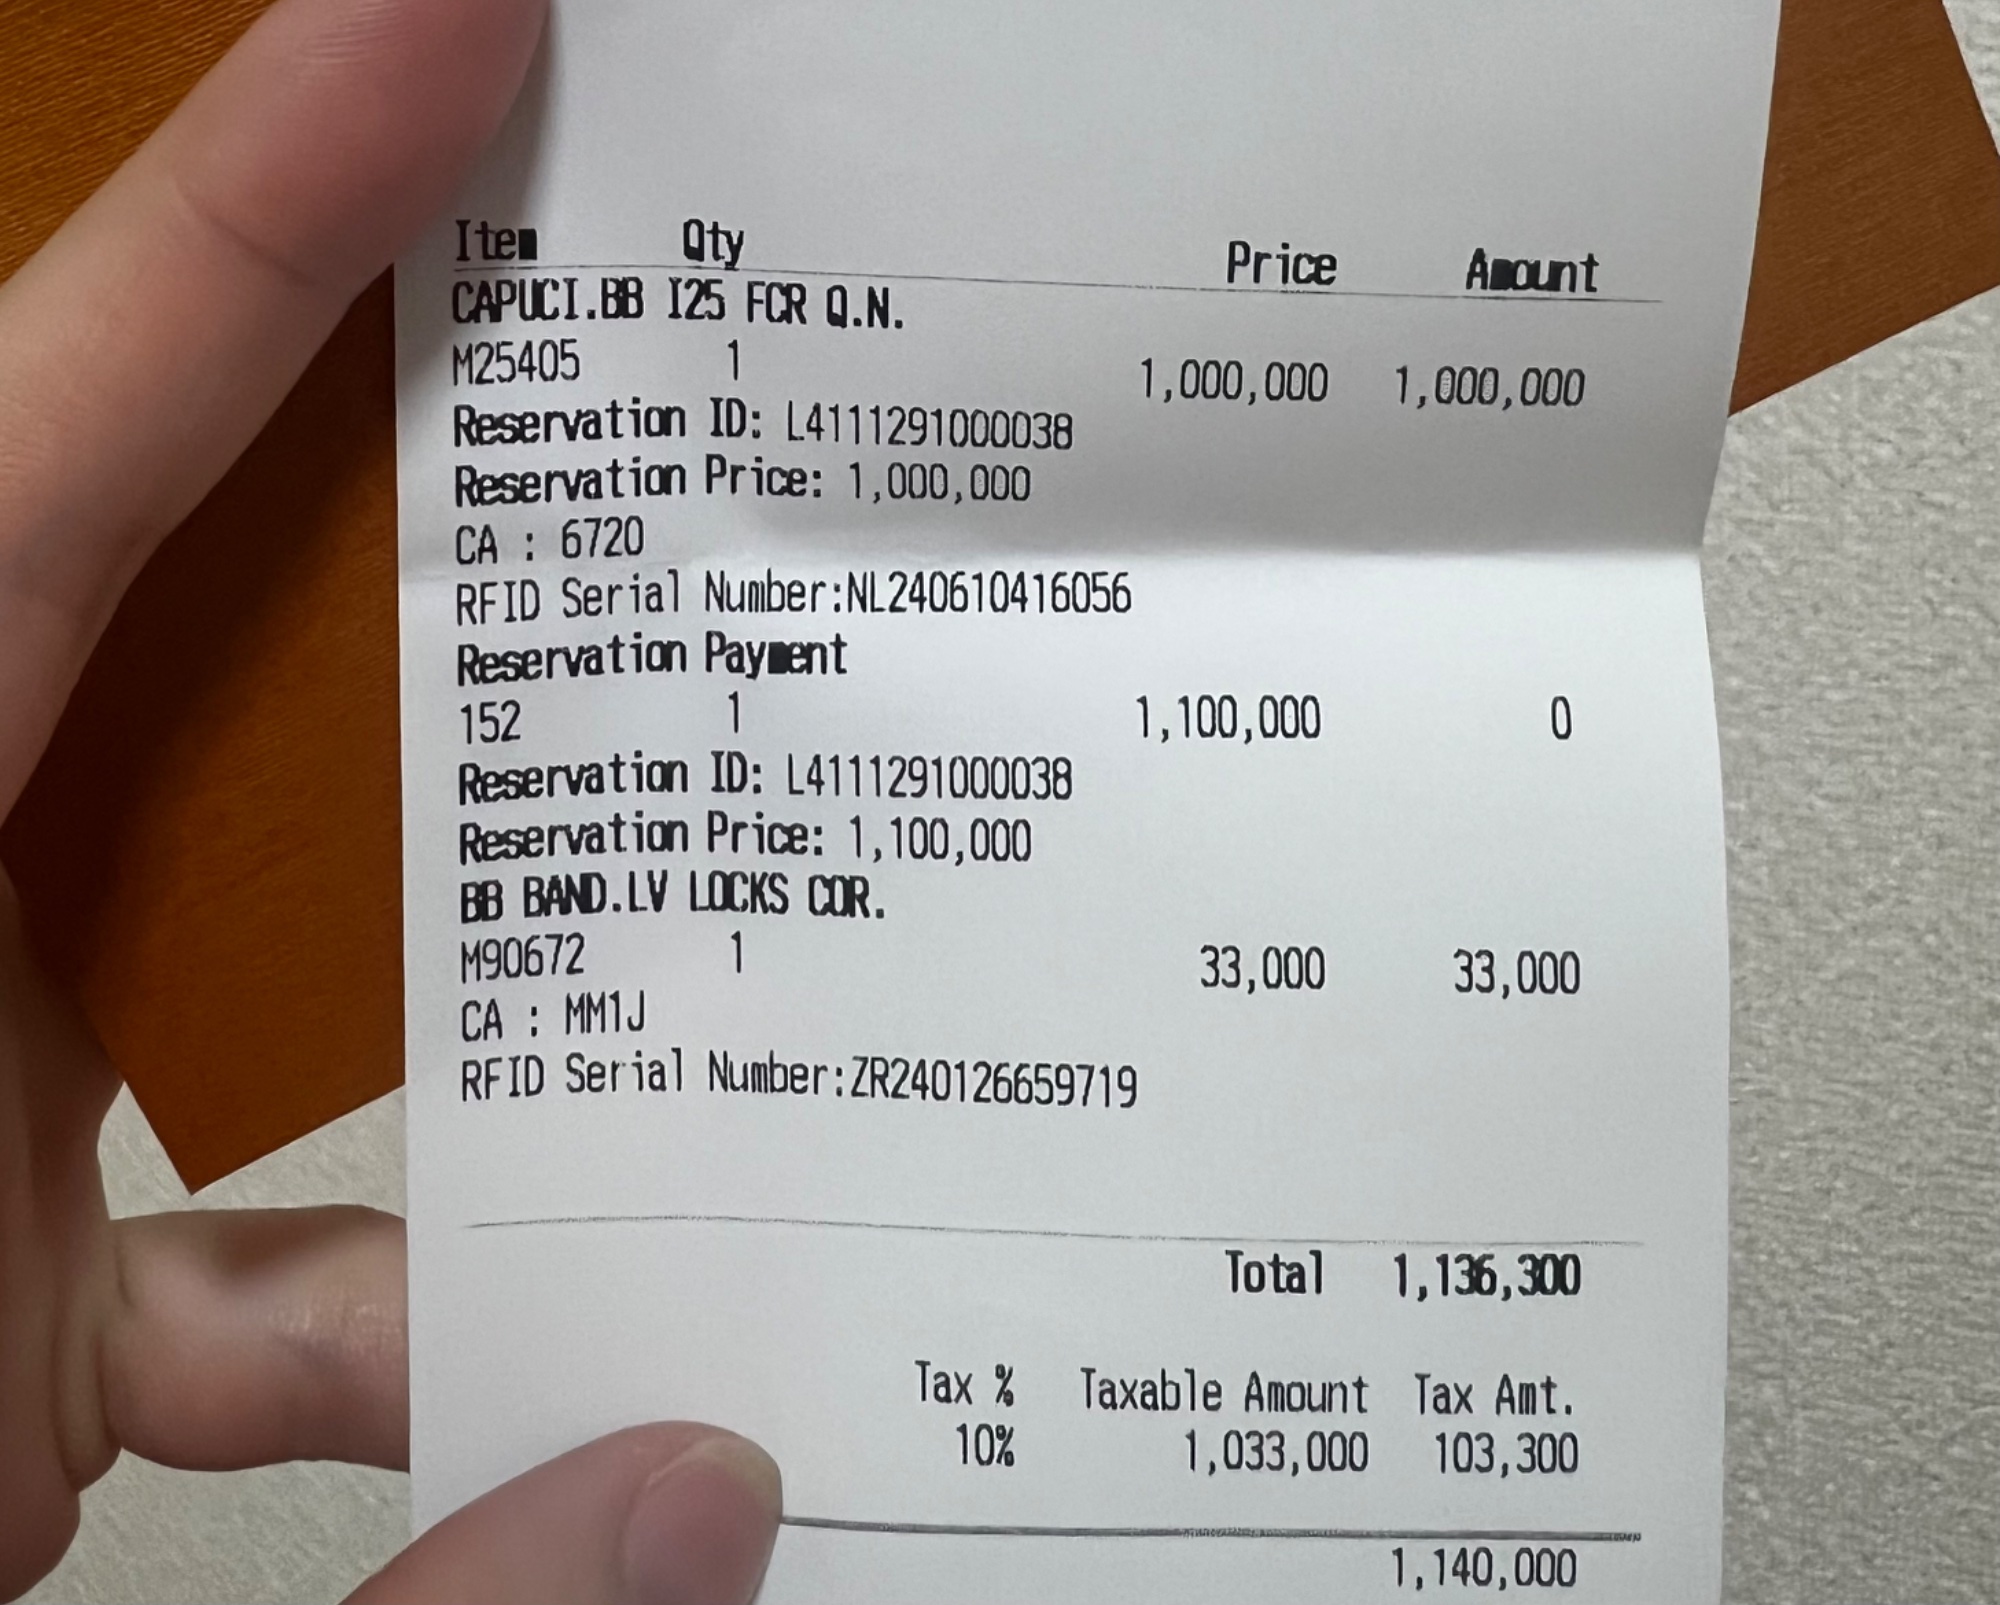 Item Qty Price Amount
CAPUCI.BB I25 FCR Q.N.
M25405 1 1,000,000 1,000,000
Reservation ID: L4111291000038
Reservation Price: 1,000,000
CA : 6720
RFID Serial Number:NL240610416056
Reservation Payment
152 1 1,100,000 0
Reservation ID: L4111291000038
Reservation Price: 1,100,000
BB BAND.LV LOCKS COR.
M90672 1 33,000 33,000
CA : MM1J
RFID Serial Number:ZR240126659719
Total 1,136,300
Tax % Taxable Amount Tax Amt.
10% 1,033,000 103,300
1,140,000